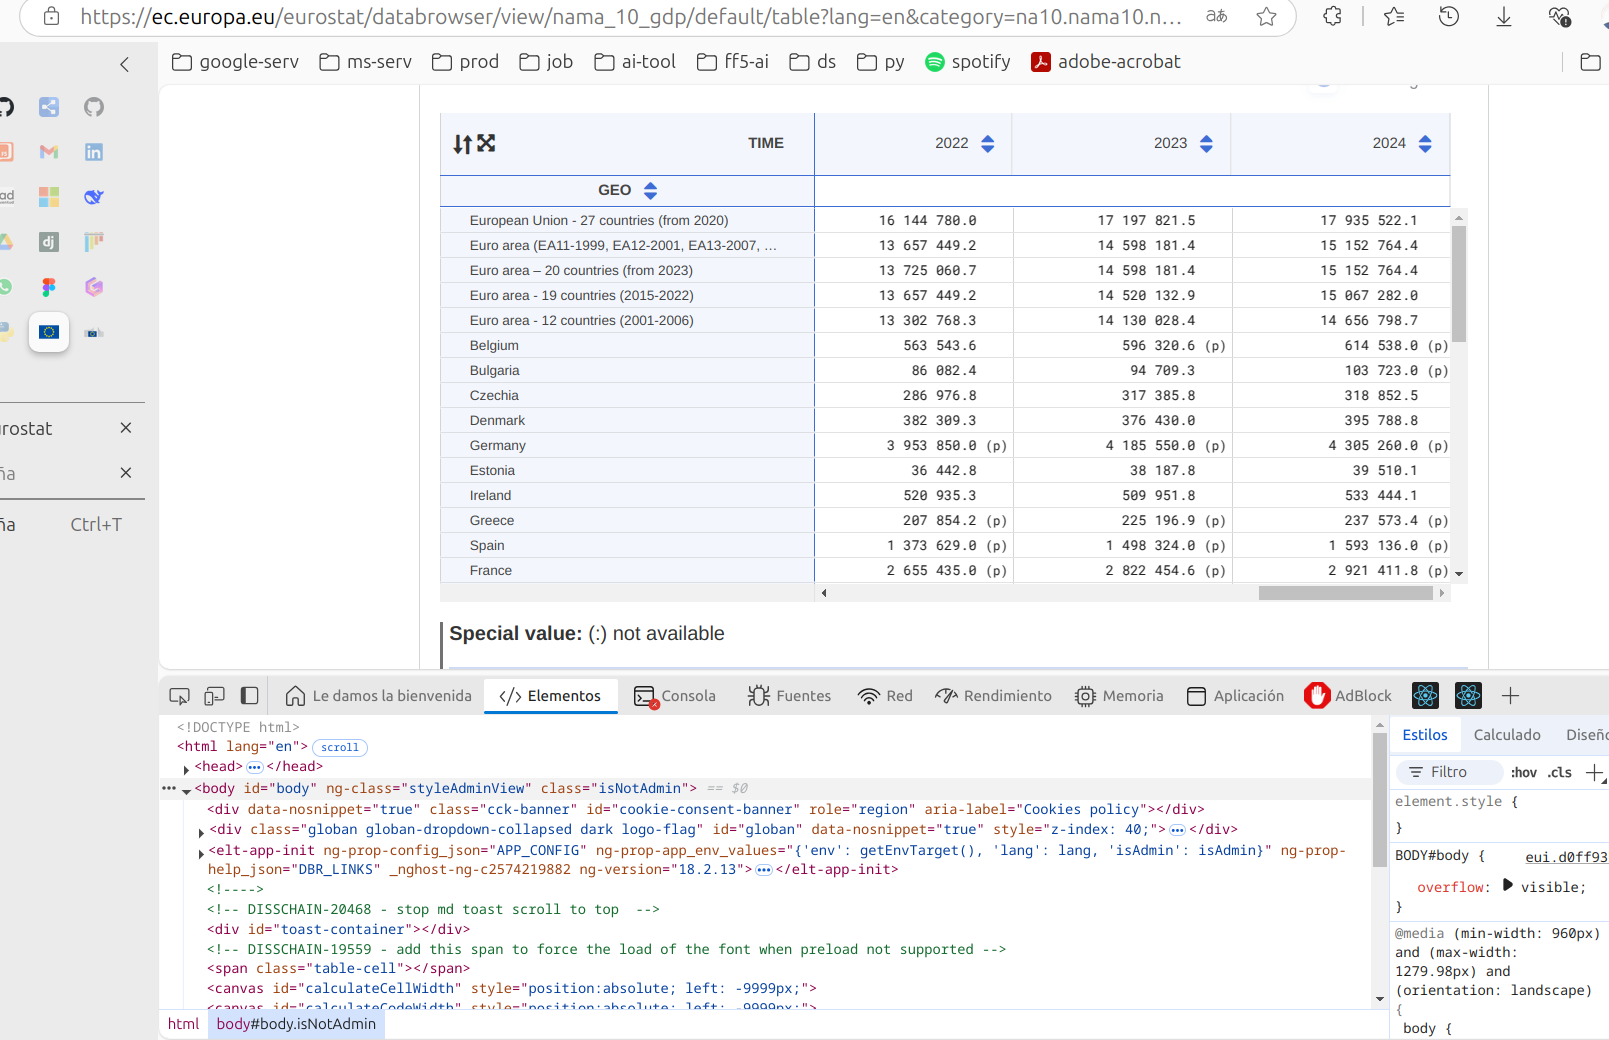 https://ec.europa.eu/eurostat/databrowser/view/nama_10_gdp/default/table?lang=en&category=na10.nama10.n...
google-serv ms-serv prod job ai-tool ff5-ai ds py spotify adobe-acrobat
TIME 2022 2023 2024
GEO
European Union - 27 countries (from 2020) 16 144 780.0 17 197 821.5 17 935 522.1
Euro area (EA11-1999, EA12-2001, EA13-2007, ... 13 657 449.2 14 598 181.4 15 152 764.4
Euro area – 20 countries (from 2023) 13 725 060.7 14 598 181.4 15 152 764.4
Euro area - 19 countries (2015-2022) 13 657 449.2 14 520 132.9 15 067 282.0
Euro area - 12 countries (2001-2006) 13 302 768.3 14 130 028.4 14 656 798.7
Belgium 563 543.6 596 320.6 (p) 614 538.0 (p)
Bulgaria 86 082.4 94 709.3 103 723.0 (p)
Czechia 286 976.8 317 385.8 318 852.5
Denmark 382 309.3 376 430.0 395 788.8
Germany 3 953 850.0 (p) 4 185 550.0 (p) 4 305 260.0 (p)
Estonia 36 442.8 38 187.8 39 510.1
Ireland 520 935.3 509 951.8 533 444.1
Greece 207 854.2 (p) 225 196.9 (p) 237 573.4 (p)
Spain 1 373 629.0 (p) 1 498 324.0 (p) 1 593 136.0 (p)
France 2 655 435.0 (p) 2 822 454.6 (p) 2 921 411.8 (p)
Special value: (:) not available
urostat
ña
ña Ctrl+T
Le damos la bienvenida </> Elementos Consola Fuentes Red Rendimiento Memoria Aplicación AdBlock
<!DOCTYPE html>
<html lang="en"> scroll
<head> ••• </head>
••• <body id="body" ng-class="styleAdminView" class="isNotAdmin"> == $0
<div data-nosnippet="true" class="cck-banner" id="cookie-consent-banner" role="region" aria-label="Cookies policy"></div>
<div class="globan globan-dropdown-collapsed dark logo-flag" id="globan" data-nosnippet="true" style="z-index: 40;"> ••• </div>
<elt-app-init ng-prop-config_json="APP_CONFIG" ng-prop-app_env_values="{'env': getEnvTarget(), 'lang': lang, 'isAdmin': isAdmin}" ng-prop-
help_json="DBR_LINKS" _nghost-ng-c2574219882 ng-version="18.2.13"> ••• </elt-app-init>
<!---->
<!-- DISSCHAIN-20468 - stop md toast scroll to top -->
<div id="toast-container"></div>
<!-- DISSCHAIN-19559 - add this span to force the load of the font when preload not supported -->
<span class="table-cell"></span>
<canvas id="calculateCellWidth" style="position:absolute; left: -9999px;">
<canvas id="calculateCodeWidth" style="position:absolute; left: -9999px;">
html body#body.isNotAdmin
Estilos Calculado Diseño
Filtro :hov .cls
element.style {
}
BODY#body { eui.d0ff93
overflow: visible;
}
@media (min-width: 960px)
and (max-width:
1279.98px) and
(orientation: landscape)
{
body {